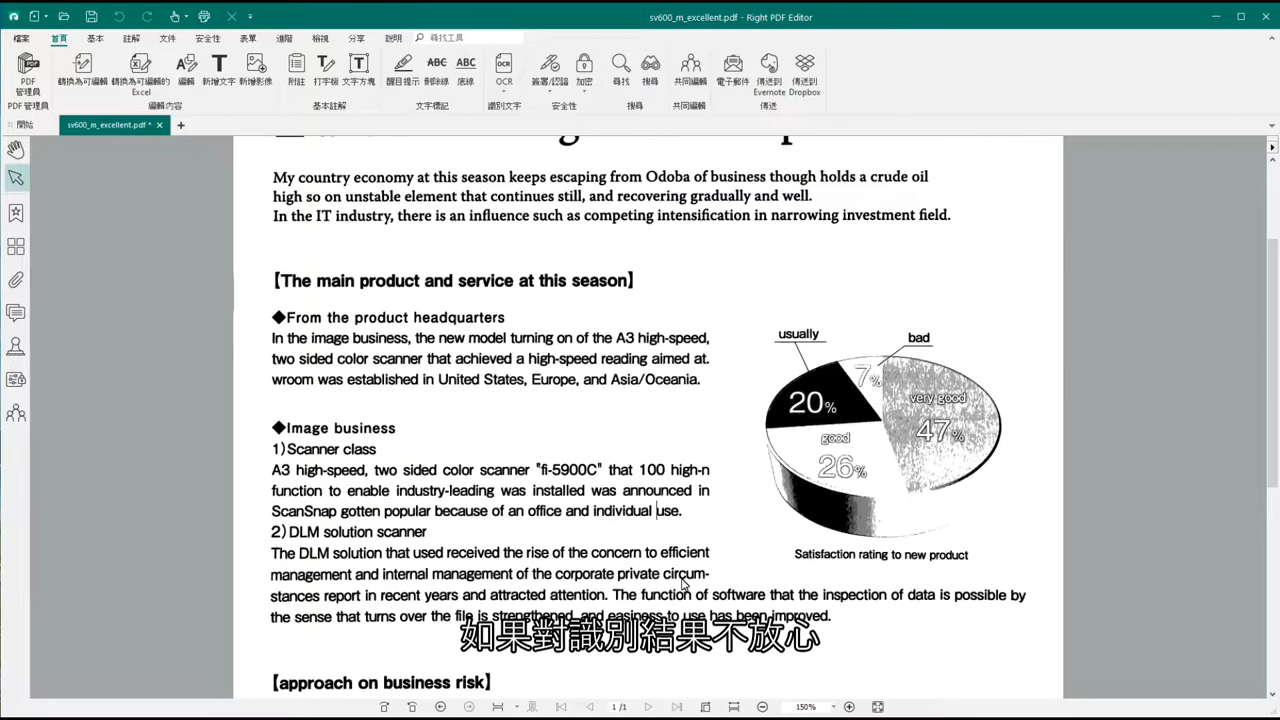 sv600_m_excellent.pdf - Right PDF Editor
檔案 首頁 基本 註解 文件 安全性 表單 進階 檢視 分享 說明 尋找工具
PDF 管理員 轉換為可編輯 轉換為可編輯的 Excel 編輯 新增文字 新增影像 附註 打字機 文字方塊 醒目提示 刪除線 底線 OCR 簽署/認證 加密 尋找 搜尋 共同編輯 電子郵件 傳送到 Evernote 傳送到 Dropbox
PDF 管理員 編輯內容 基本註解 文字標記 識別文字 安全性 搜尋 共同編輯 傳送
開始 sv600_m_excellent.pdf *
My country economy at this season keeps escaping from Odoba of business though holds a crude oil
high so on unstable element that continues still, and recovering gradually and well.
In the IT industry, there is an influence such as competing intensification in narrowing investment field.
【The main product and service at this season】
◆From the product headquarters
In the image business, the new model turning on of the A3 high-speed,
two sided color scanner that achieved a high-speed reading aimed at.
wroom was established in United States, Europe, and Asia/Oceania.
◆Image business
1)Scanner class
A3 high-speed, two sided color scanner "fi-5900C" that 100 high-n
function to enable industry-leading was installed was announced in
ScanSnap gotten popular because of an office and individual use.
2)DLM solution scanner
The DLM solution that used received the rise of the concern to efficient
management and internal management of the corporate private circum-
stances report in recent years and attracted attention. The function of software that the inspection of data is possible by
the sense that turns over the file is strengthened, and easiness to use has been improved.
usually
bad
7%
20%
very good
47%
good
26%
Satisfaction rating to new product
如果對識別結果不放心
【approach on business risk】
1 /1
150%